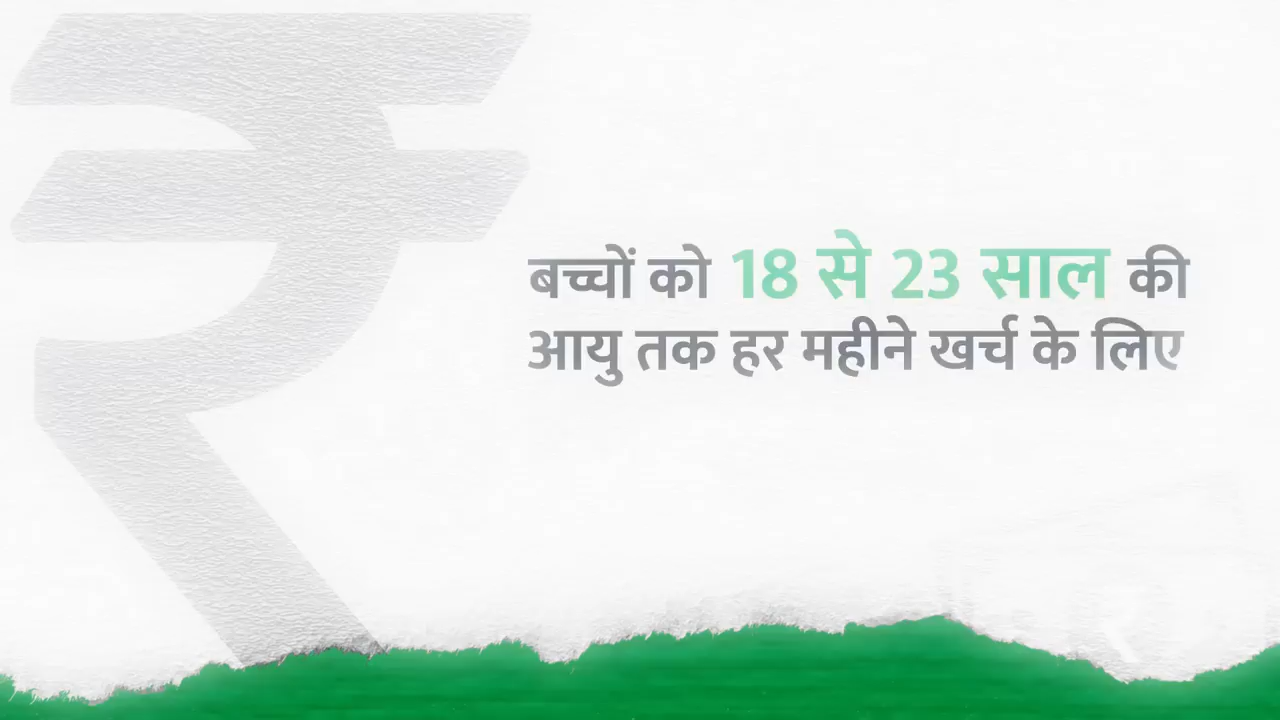 बच्चों को 18 से 23 साल की
आयु तक हर महीने खर्च के लिए